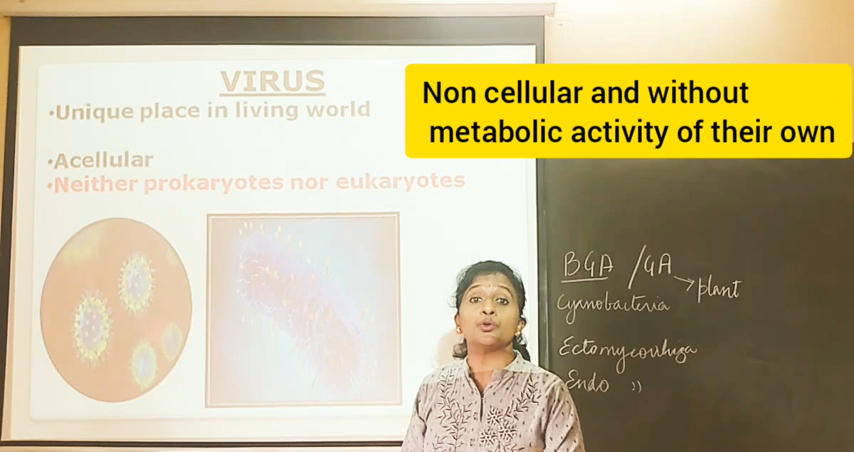 VIRUS
•Unique place in living world
•Acellular
•Neither prokaryotes nor eukaryotes
Non cellular and without
metabolic activity of their own
BGA / GA
→ plant
Cyanobacteria
Ectomycorrhiza
Endo "